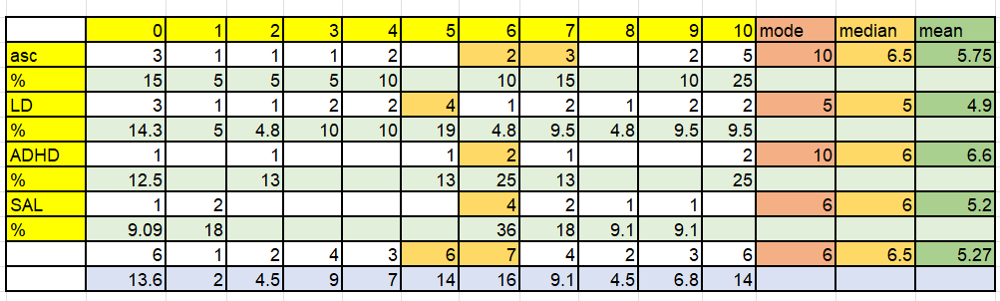 0 1 2 3 4 5 6 7 8 9 10 mode median mean
asc 3 1 1 1 2 2 3 2 5 10 6.5 5.75
% 15 5 5 5 10 10 15 10 25
LD 3 1 1 2 2 4 1 2 1 2 2 5 5 4.9
% 14.3 5 4.8 10 10 19 4.8 9.5 4.8 9.5 9.5
ADHD 1 1 1 2 1 2 10 6 6.6
% 12.5 13 13 25 13 25
SAL 1 2 4 2 1 1 6 6 5.2
% 9.09 18 36 18 9.1 9.1
6 1 2 4 3 6 7 4 2 3 6 6 6.5 5.27
13.6 2 4.5 9 7 14 16 9.1 4.5 6.8 14